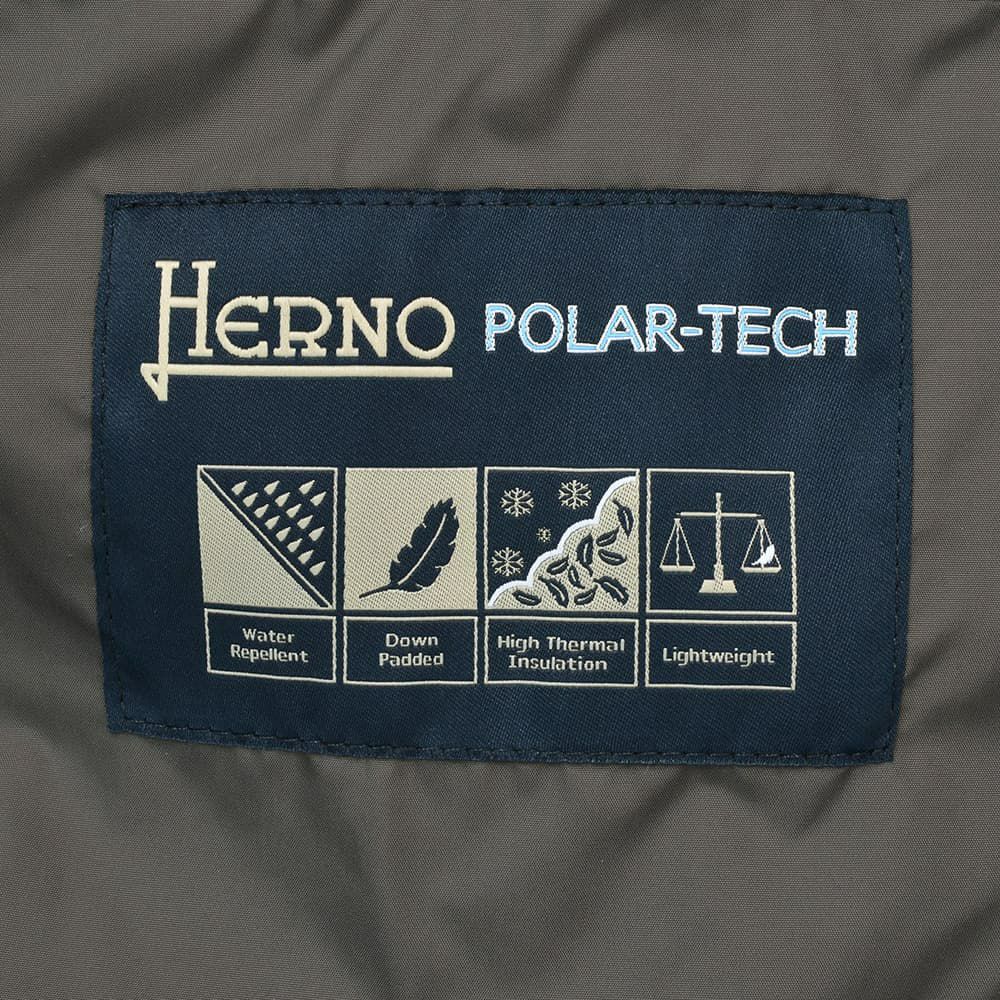 HERNO POLAR-TECH
Water
Repellent
Down
Padded
High Thermal
Insulation
Lightweight